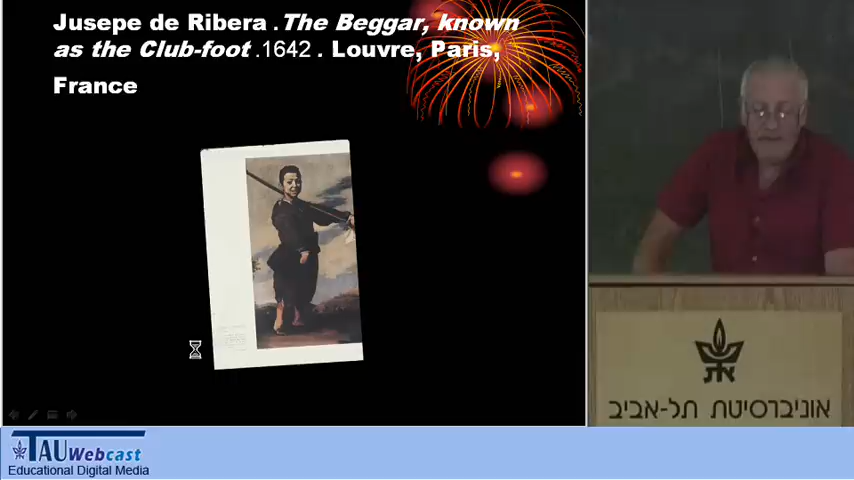 Jusepe de Ribera .The Beggar, known
as the Club-foot .1642 . Louvre, Paris,
France
אוניברסיטת תל-אביב
TAU Webcast
Educational Digital Media